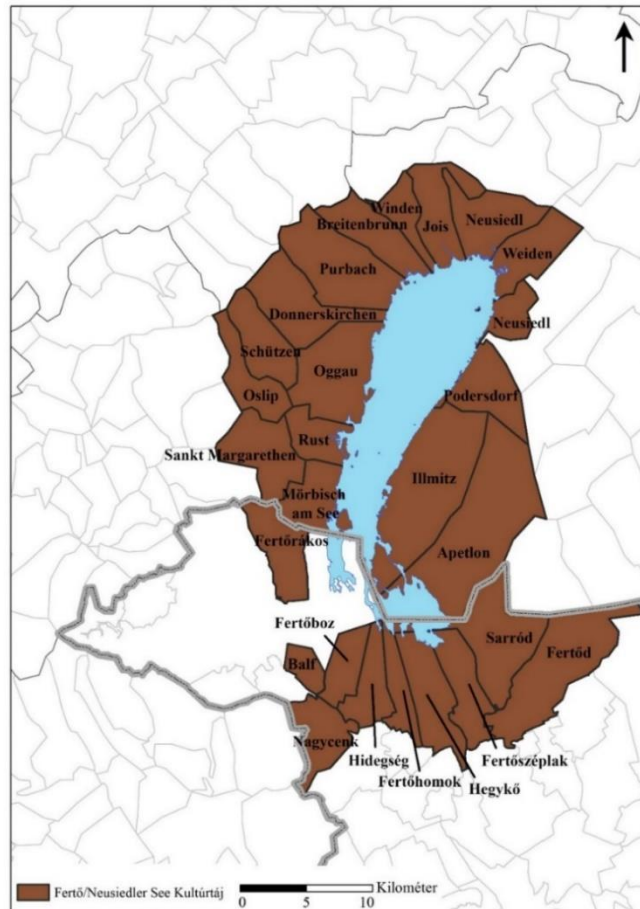 Winden
Breitenbrunn
Jois
Neusiedl
Purbach
Weiden
Donnerskirchen
Neusiedl
Schützen
Oggau
Podersdorf
Oslip
Rust
Sankt Margarethen
Illmitz
Mörbisch
am See
Fertőrákos
Apetlon
Fertőboz
Sarród
Fertőd
Balf
Nagycenk
Hidegség
Fertőszéplak
Fertőhomok
Hegykő
Fertő/Neusiedler See Kultúrtáj
Kilométer
0 5 10